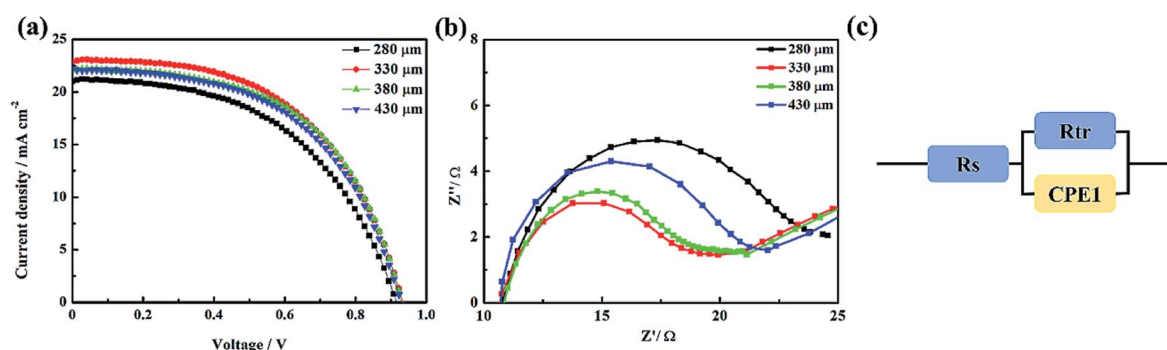 (a)
25
20
15
10
5
0
0
0.2
0.4
0.6
0.8
1.0
Current density / mA cm⁻²
Voltage / V
280 μm
330 μm
380 μm
430 μm
(b)
8
6
4
2
0
10
15
20
25
Z''/ Ω
Z'/ Ω
280 μm
330 μm
380 μm
430 μm
(c)
Rs
Rtr
CPE1